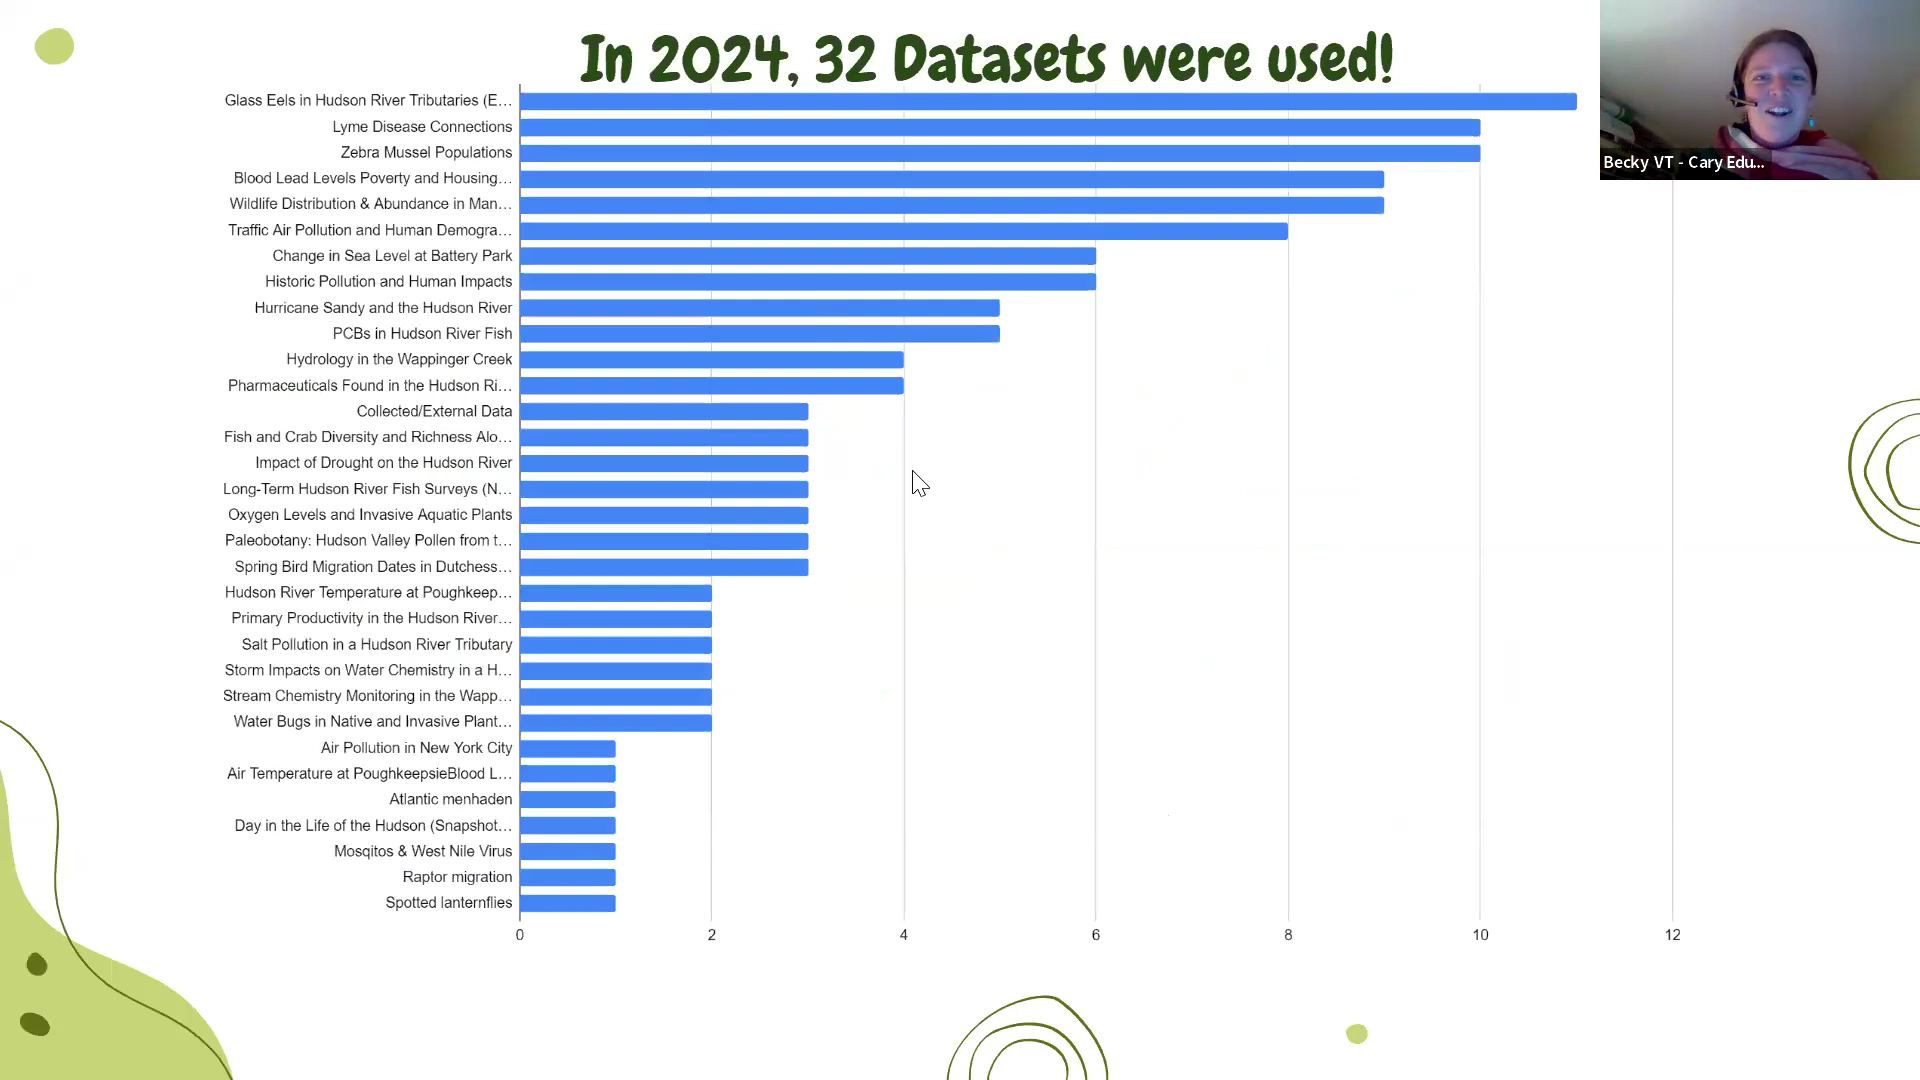 In 2024, 32 Datasets were used!
Becky VT - Cary Edu...
Glass Eels in Hudson River Tributaries (E...
Lyme Disease Connections
Zebra Mussel Populations
Blood Lead Levels Poverty and Housing...
Wildlife Distribution & Abundance in Man...
Traffic Air Pollution and Human Demogra...
Change in Sea Level at Battery Park
Historic Pollution and Human Impacts
Hurricane Sandy and the Hudson River
PCBs in Hudson River Fish
Hydrology in the Wappinger Creek
Pharmaceuticals Found in the Hudson Ri...
Collected/External Data
Fish and Crab Diversity and Richness Alo...
Impact of Drought on the Hudson River
Long-Term Hudson River Fish Surveys (N...
Oxygen Levels and Invasive Aquatic Plants
Paleobotany: Hudson Valley Pollen from t...
Spring Bird Migration Dates in Dutchess...
Hudson River Temperature at Poughkeep...
Primary Productivity in the Hudson River...
Salt Pollution in a Hudson River Tributary
Storm Impacts on Water Chemistry in a H...
Stream Chemistry Monitoring in the Wapp...
Water Bugs in Native and Invasive Plant...
Air Pollution in New York City
Air Temperature at PoughkeepsieBlood L...
Atlantic menhaden
Day in the Life of the Hudson (Snapshot...
Mosqitos & West Nile Virus
Raptor migration
Spotted lanternflies
0 2 4 6 8 10 12